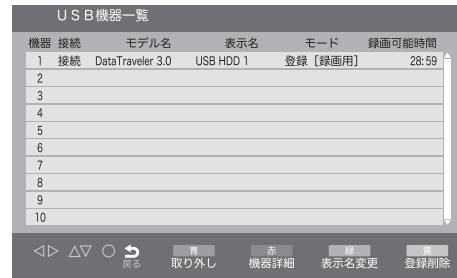 ＵＳＢ機器一覧
機器 接続 モデル名 表示名 モード 録画可能時間
1 接続 DataTraveler 3.0 USB HDD 1 登録［録画用］ 28:59
2
3
4
5
6
7
8
9
10
戻る
青 赤 緑 黄
取り外し 機器詳細 表示名変更 登録削除